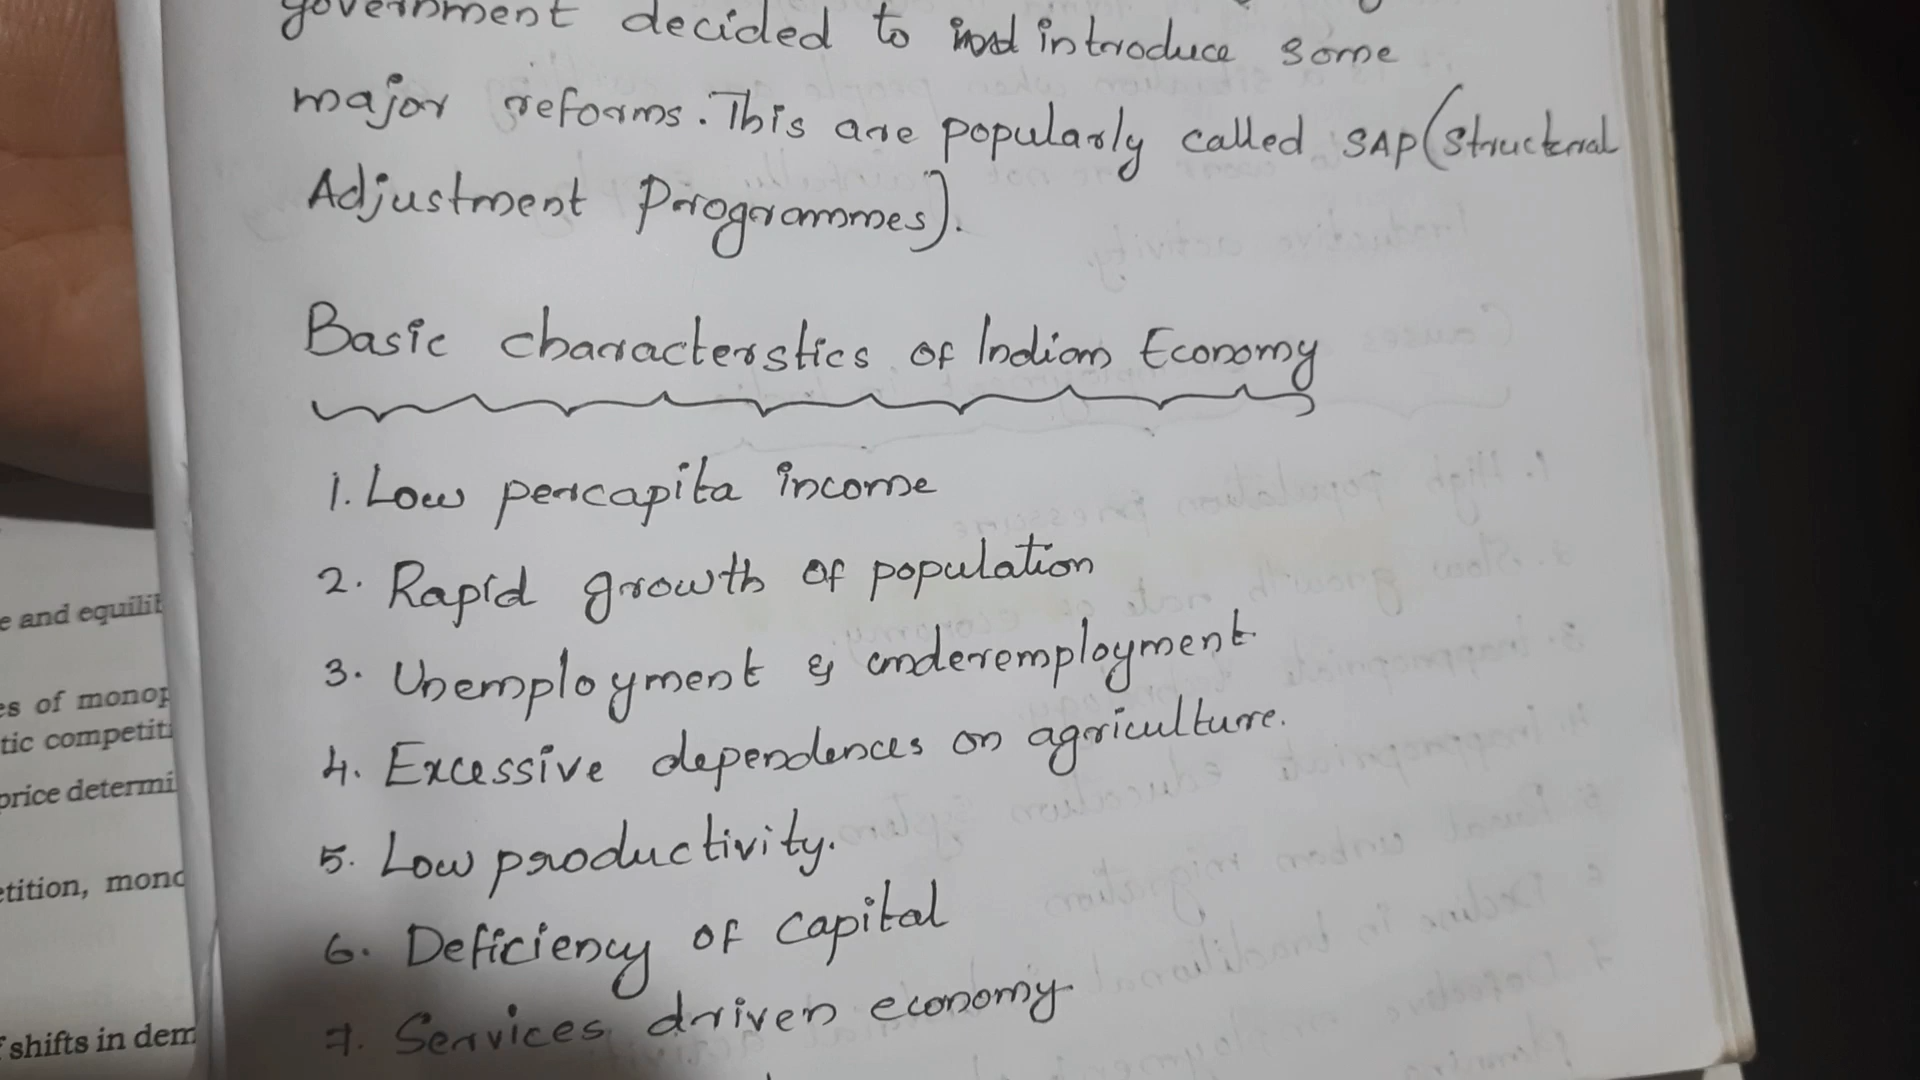 government decided to introduce some
major reforms. This are popularly called SAP (Structural
Adjustment Programmes).
Basic characterstics of Indian Economy
1. Low percapita income
2. Rapid growth of population
3. Unemployment & underemployment.
4. Excessive dependences on agriculture.
5. Low productivity.
6. Deficiency of capital
7. Services driven economy
e and equilib
es of monop
tic competiti
price determi
etition, mono
shifts in dem